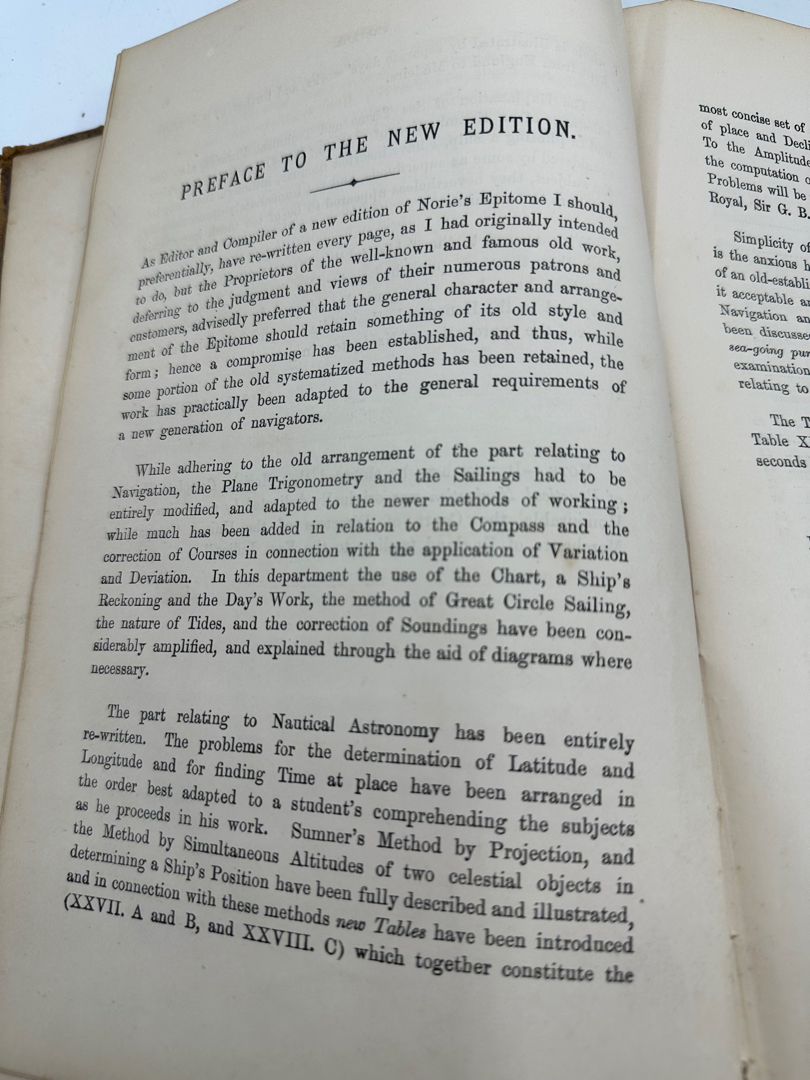 PREFACE TO THE NEW EDITION.
As Editor and Compiler of a new edition of Norie's Epitome I should,
preferentially, have re-written every page, as I had originally intended
to do, but the Proprietors of the well-known and famous old work,
deferring to the judgment and views of their numerous patrons and
customers, advisedly preferred that the general character and arrange-
ment of the Epitome should retain something of its old style and
form; hence a compromise has been established, and thus, while
some portion of the old systematized methods has been retained, the
work has practically been adapted to the general requirements of
a new generation of navigators.
While adhering to the old arrangement of the part relating to
Navigation, the Plane Trigonometry and the Sailings had to be
entirely modified, and adapted to the newer methods of working;
while much has been added in relation to the Compass and the
correction of Courses in connection with the application of Variation
and Deviation. In this department the use of the Chart, a Ship's
Reckoning and the Day's Work, the method of Great Circle Sailing,
the nature of Tides, and the correction of Soundings have been con-
siderably amplified, and explained through the aid of diagrams where
necessary.
The part relating to Nautical Astronomy has been entirely
re-written. The problems for the determination of Latitude and
Longitude and for finding Time at place have been arranged in
the order best adapted to a student's comprehending the subjects
as he proceeds in his work. Sumner's Method by Projection, and
the Method by Simultaneous Altitudes of two celestial objects in
determining a Ship's Position have been fully described and illustrated,
and in connection with these methods new Tables have been introduced
(XXVII. A and B, and XXVIII. C) which together constitute the
most concise set of
of place and Decli
To the Amplitude
the computation o
Problems will be
Royal, Sir G. B.
Simplicity of
is the anxious h
of an old-establi
it acceptable a
Navigation an
been discusse
sea-going pur
examination
relating to
The T
Table X
seconds